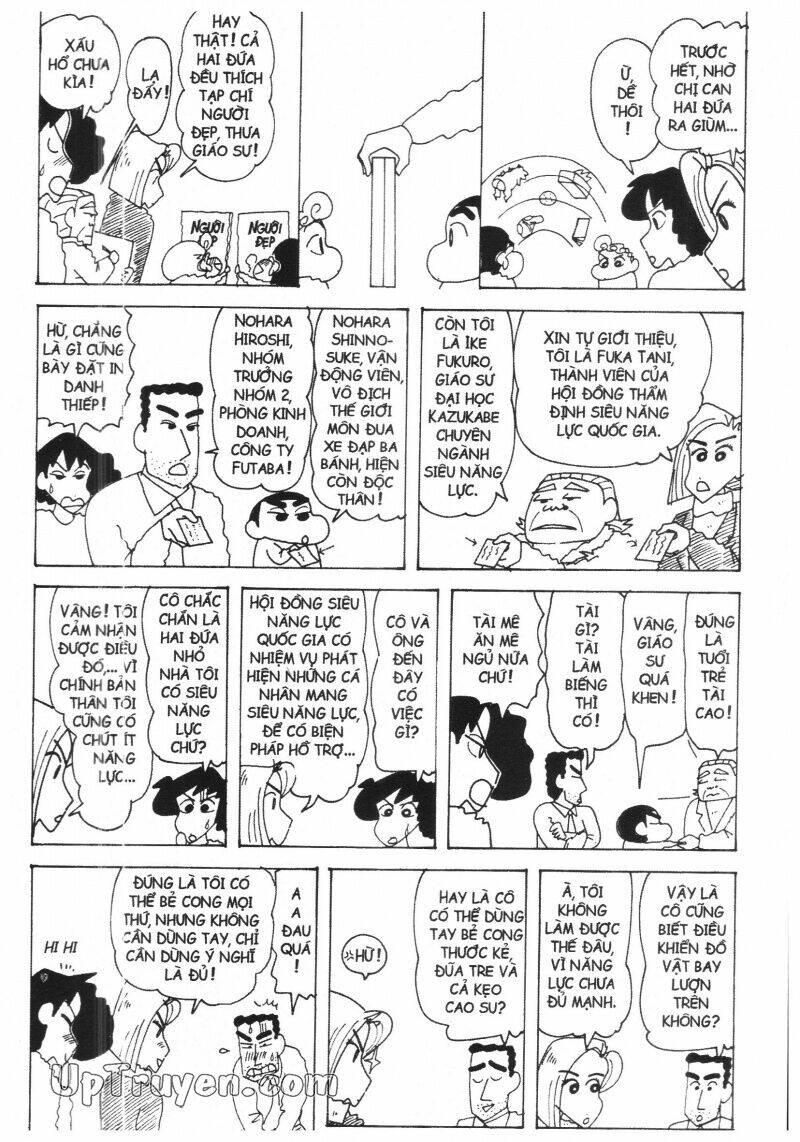 TRƯỚC
HẾT, NHỜ
CHỊ CAN
HAI ĐỨA
RA GIÙM...
Ừ,
DỄ
THÔI
!
HAY
THẬT! CẢ
HAI ĐỨA
ĐỀU THÍCH
TẠP CHÍ
NGƯỜI
ĐẸP, THƯA
GIÁO SƯ!
LẠ
ĐẤY!
XẤU
HỔ CHƯA
KÌA!
NGƯỜI
ĐẸP
NGƯỜI
ĐẸP
XIN TỰ GIỚI THIỆU,
TÔI LÀ FUKA TANI,
THÀNH VIÊN CỦA
HỘI ĐỒNG THẨM
ĐỊNH SIÊU NĂNG
LỰC QUỐC GIA.
CÒN TÔI
LÀ IKE
FUKURO,
GIÁO SƯ
ĐẠI HỌC
KAZUKABE
CHUYÊN
NGÀNH
SIÊU NĂNG
LỰC.
NOHARA
SHINNO-
SUKE, VẬN
ĐỘNG VIÊN,
VÔ ĐỊCH
THẾ GIỚI
MÔN ĐUA
XE ĐẠP BA
BÁNH, HIỆN
CÒN ĐỘC
THÂN!
NOHARA
HIROSHI,
NHÓM
TRƯỞNG
NHÓM 2,
PHÒNG KINH
DOANH,
CÔNG TY
FUTABA!
HỪ, CHẲNG
LÀ GÌ CŨNG
BÀY ĐẶT IN
DANH
THIẾP!
ĐÚNG
LÀ
TUỔI
TRẺ
TÀI
CAO!
VÂNG,
GIÁO
SƯ
QUÁ
KHEN!
TÀI
GÌ?
TÀI
LÀM
BIẾNG
THÌ
CÓ!
TÀI MÊ
ĂN MÊ
NGỦ NỮA
CHỨ!
CÔ VÀ
ÔNG
ĐẾN
ĐÂY
CÓ
VIỆC
GÌ?
HỘI ĐỒNG SIÊU
NĂNG LỰC
QUỐC GIA CÓ
NHIỆM VỤ PHÁT
HIỆN NHỮNG CÁ
NHÂN MANG
SIÊU NĂNG LỰC,
ĐỂ CÓ BIỆN
PHÁP HỖ TRỢ...
CÔ CHẮC
CHẮN LÀ
HAI ĐỨA
NHỎ
NHÀ TÔI
CÓ SIÊU
NĂNG
LỰC
CHỨ?
VÂNG! TÔI
CẢM NHẬN
ĐƯỢC ĐIỀU
ĐÓ,... VÌ
CHÍNH BẢN
THÂN TÔI
CŨNG CÓ
CHÚT ÍT
NĂNG
LỰC...
VẬY LÀ
CÔ CŨNG
BIẾT ĐIỀU
KHIỂN ĐỒ
VẬT BAY
LƯỢN
TRÊN
KHÔNG?
À, TÔI
KHÔNG
LÀM ĐƯỢC
THẾ ĐÂU,
VÌ NĂNG
LỰC CHƯA
ĐỦ MẠNH.
HAY LÀ CÔ
CÓ THỂ DÙNG
TAY BẺ CONG
THƯỚC KẺ,
ĐŨA TRE VÀ
CẢ KẸO
CAO SU?
HỪ!
A
A
ĐAU
QUÁ
!
ĐÚNG LÀ TÔI CÓ
THỂ BẺ CONG MỌI
THỨ, NHƯNG KHÔNG
CẦN DÙNG TAY, CHỈ
CẦN DÙNG Ý NGHĨ
LÀ ĐỦ!
HI HI
UpTruyen.com